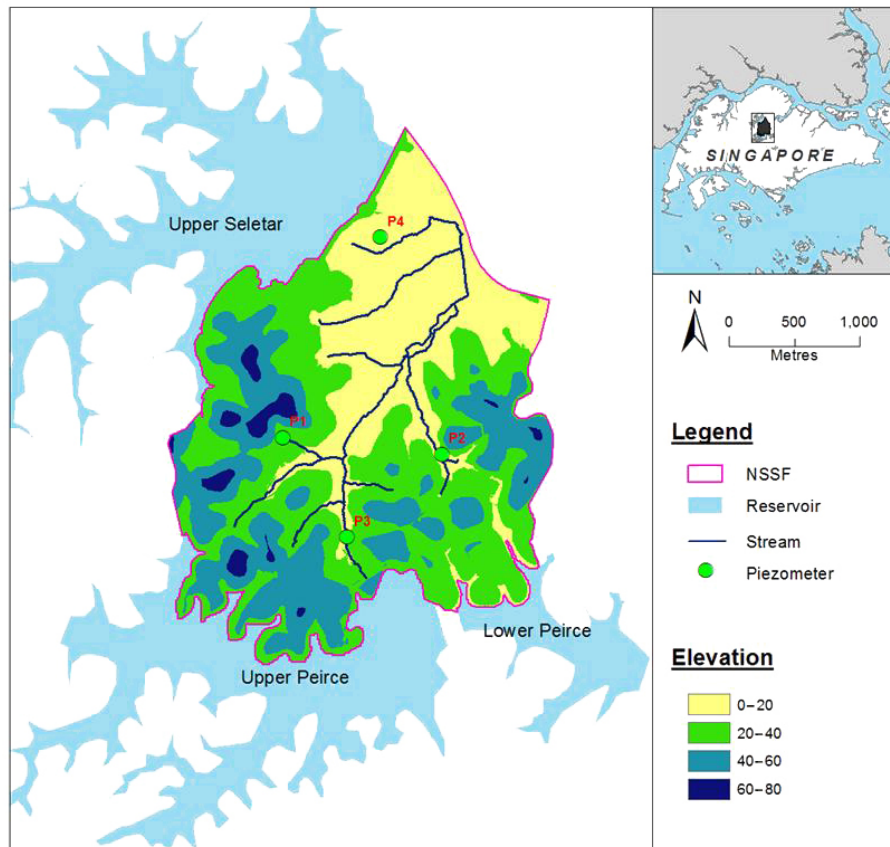 Upper Seletar
P4
P1
P2
P3
Lower Peirce
Upper Peirce
SINGAPORE
N
0 500 1,000
Metres
Legend
NSSF
Reservoir
Stream
Piezometer
Elevation
0–20
20–40
40–60
60–80